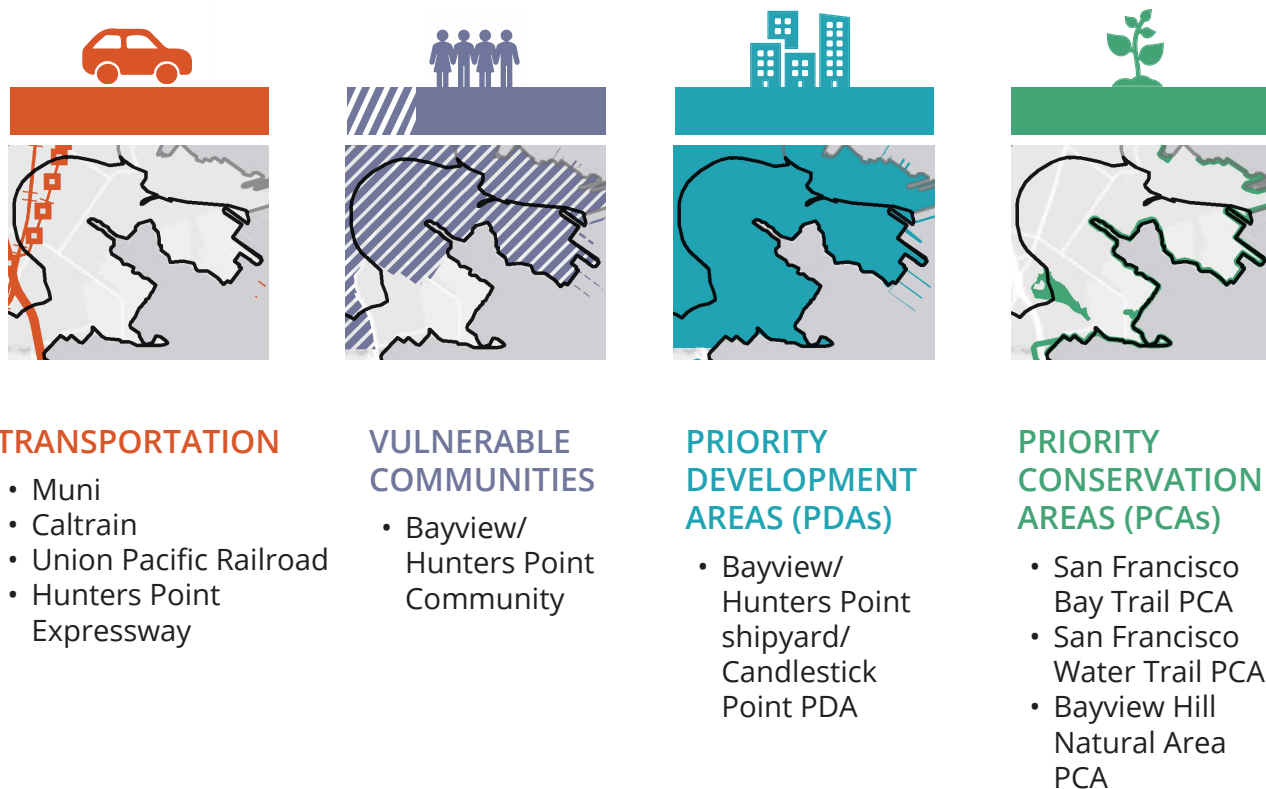 TRANSPORTATION
• Muni
• Caltrain
• Union Pacific Railroad
• Hunters Point
Expressway
VULNERABLE
COMMUNITIES
• Bayview/
Hunters Point
Community
PRIORITY
DEVELOPMENT
AREAS (PDAs)
• Bayview/
Hunters Point
shipyard/
Candlestick
Point PDA
PRIORITY
CONSERVATION
AREAS (PCAs)
• San Francisco
Bay Trail PCA
• San Francisco
Water Trail PCA
• Bayview Hill
Natural Area
PCA